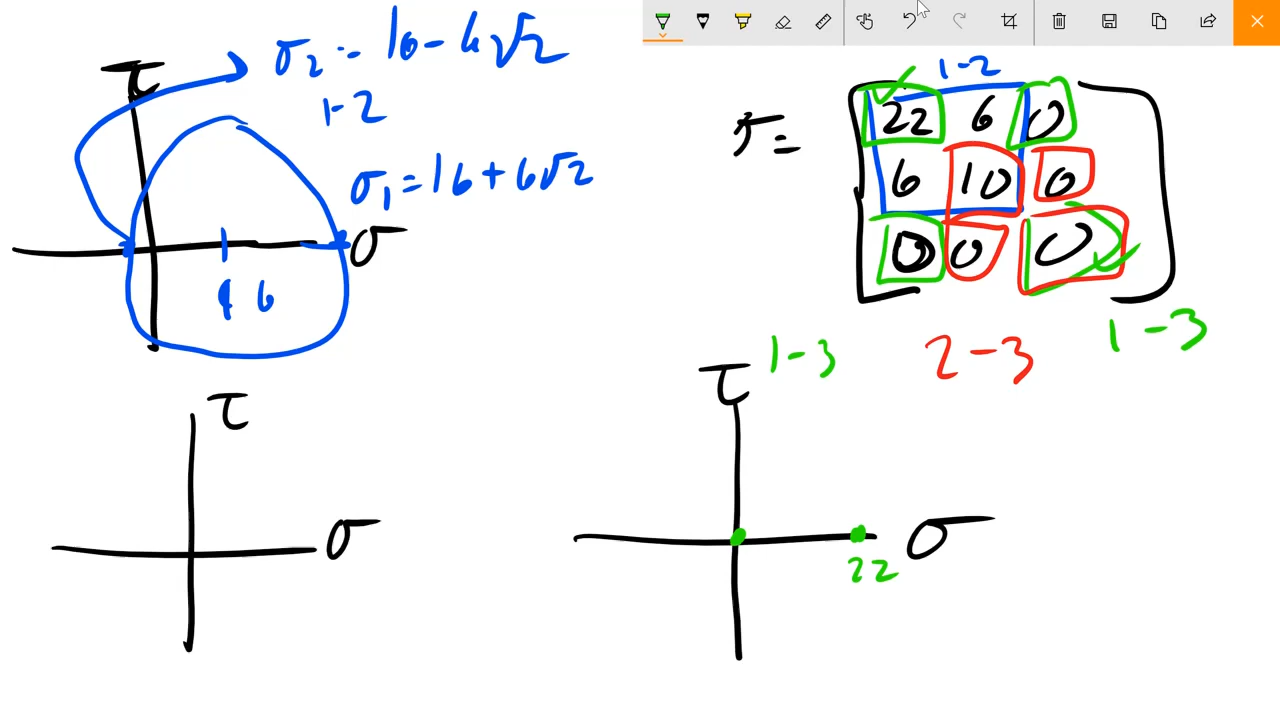 σ2 = 16 - 6√2
1-2
τ
σ1 = 16 + 6√2
σ
16
1-2
σ =
22 6 0
6 10 0
0 0 0
1-3
2-3
1-3
τ
σ
τ
σ
22